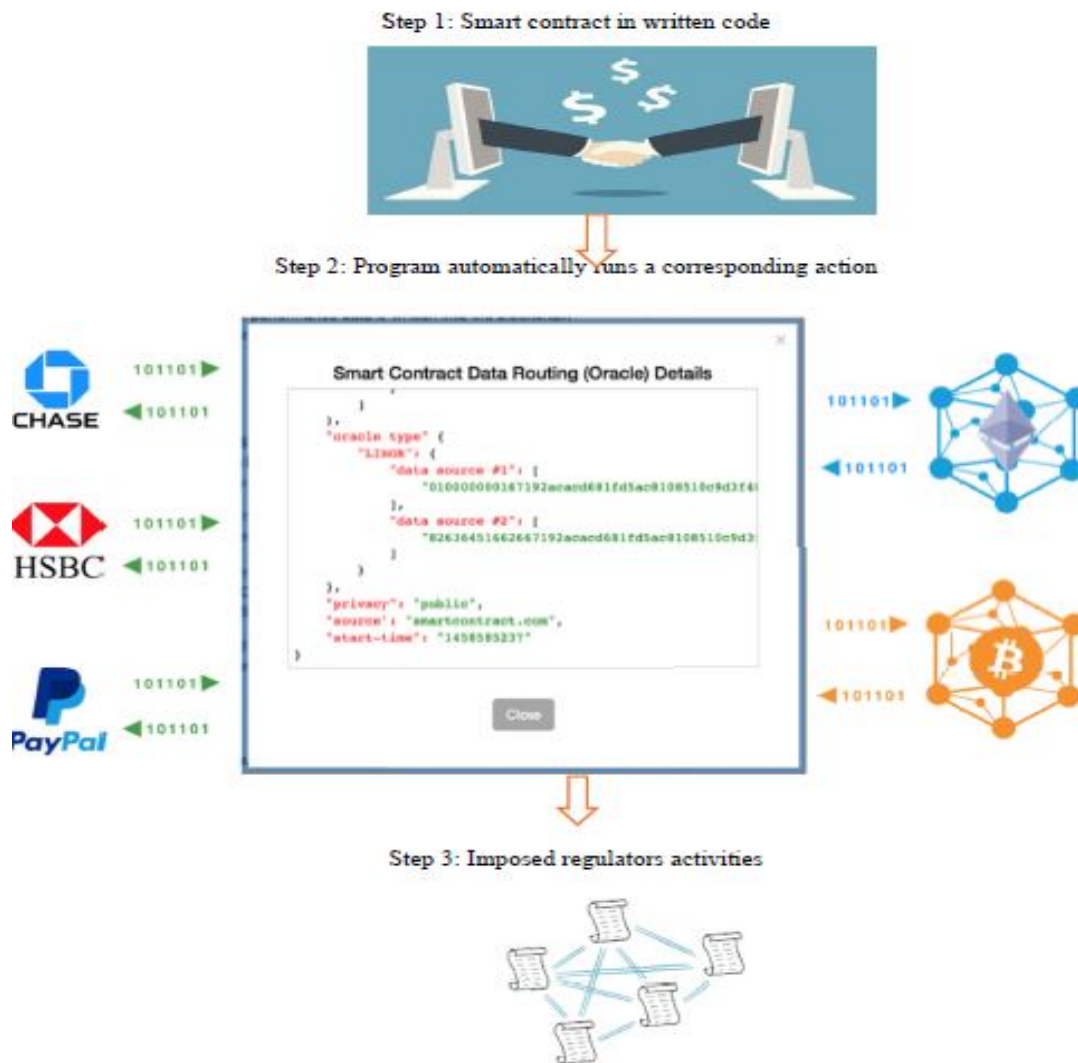 Step 1: Smart contract in written code
$ $ $
Step 2: Program automatically runs a corresponding action
×
Smart Contract Data Routing (Oracle) Details
]
},
"oracle type" {
"LIBOR": {
"data source #1": [
],
"data source #2": [
]
}
},
"privacy": "public",
"source': "smartcontract.com",
"start-time":
}
Close
CHASE
101101
101101
HSBC
101101
101101
PayPal
101101
101101
101101
101101
101101
101101
Step 3: Imposed regulators activities